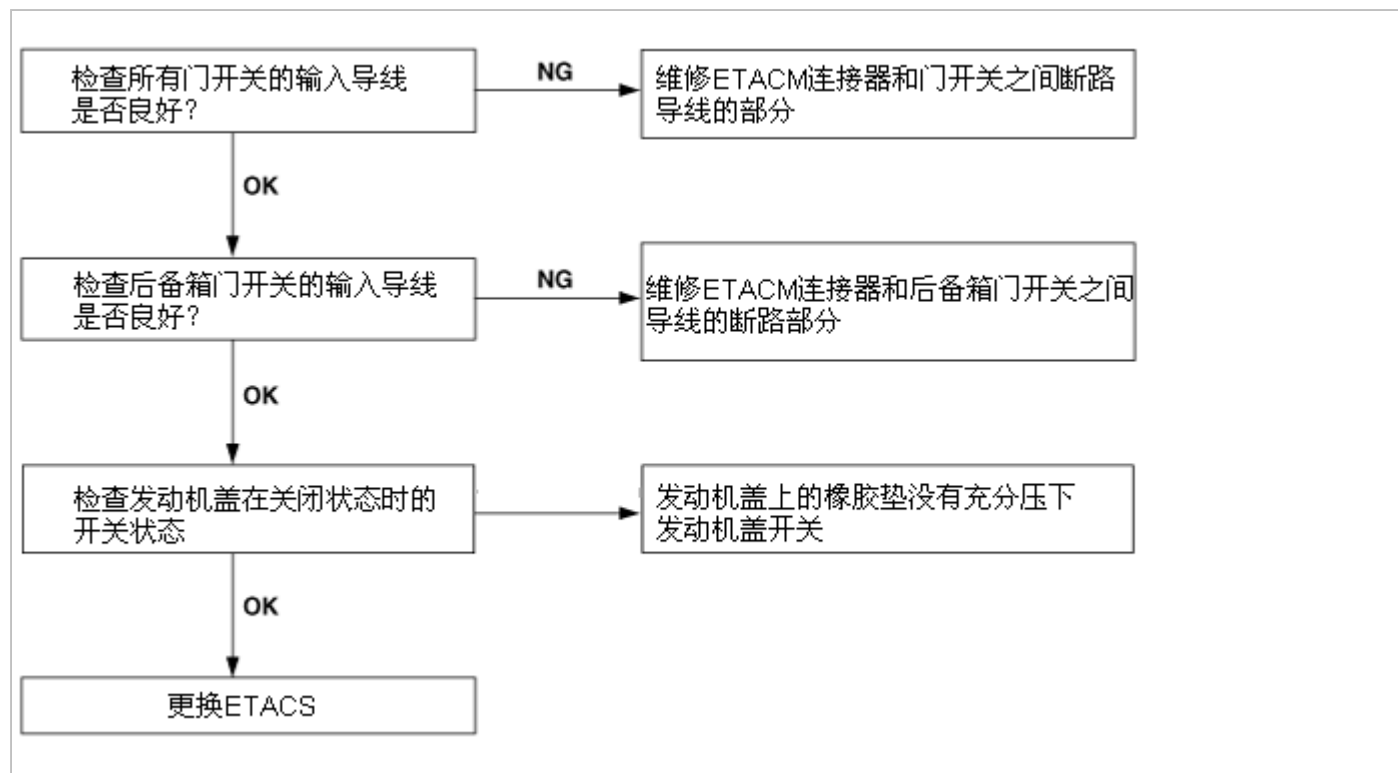 检查所有门开关的输入导线
是否良好?
NG
维修ETACM连接器和门开关之间断路
导线的部分
OK
检查后备箱门开关的输入导线
是否良好?
NG
维修ETACM连接器和后备箱门开关之间
导线的断路部分
OK
检查发动机盖在关闭状态时的
开关状态
发动机盖上的橡胶垫没有充分压下
发动机盖开关
OK
更换ETACS